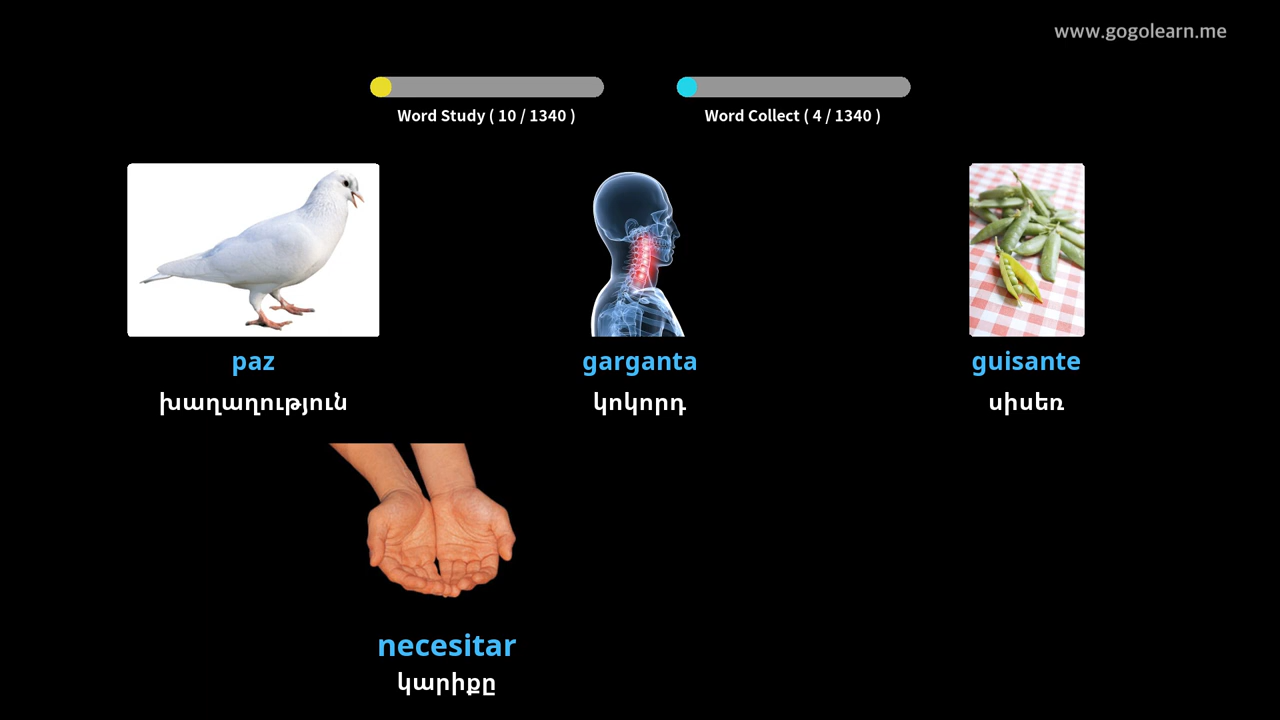 www.gogolearn.me
Word Study ( 10 / 1340 )
Word Collect ( 4 / 1340 )
paz
garganta
guisante
խաղաղություն
կոկորդ
սիսեռ
necesitar
կարիքը